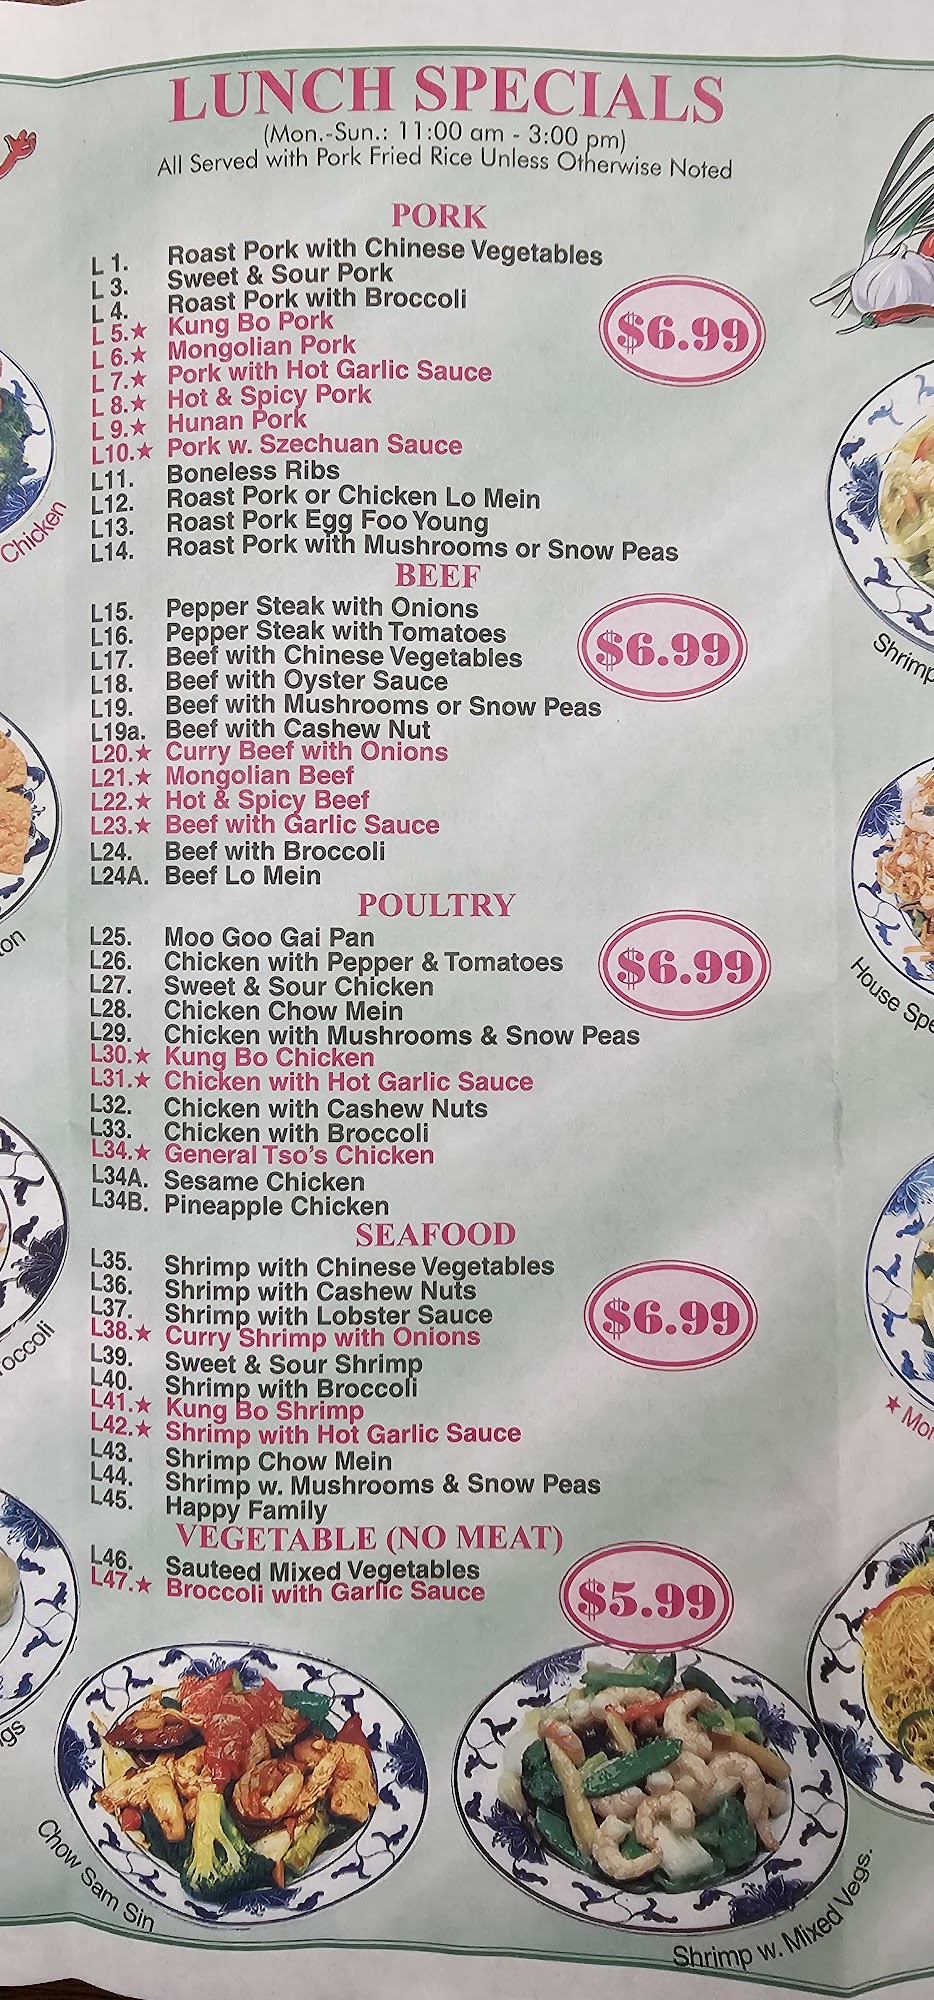 LUNCH SPECIALS
(Mon.-Sun.: 11:00 am - 3:00 pm)
All Served with Pork Fried Rice Unless Otherwise Noted
PORK
L 1. Roast Pork with Chinese Vegetables
L 3. Sweet & Sour Pork
L 4. Roast Pork with Broccoli
L 5.★ Kung Bo Pork
L 6.★ Mongolian Pork
L 7.★ Pork with Hot Garlic Sauce
L 8.★ Hot & Spicy Pork
L 9.★ Hunan Pork
L10.★ Pork w. Szechuan Sauce
L11. Boneless Ribs
L12. Roast Pork or Chicken Lo Mein
L13. Roast Pork Egg Foo Young
L14. Roast Pork with Mushrooms or Snow Peas
$6.99
BEEF
L15. Pepper Steak with Onions
L16. Pepper Steak with Tomatoes
L17. Beef with Chinese Vegetables
L18. Beef with Oyster Sauce
L19. Beef with Mushrooms or Snow Peas
L19a. Beef with Cashew Nut
L20.★ Curry Beef with Onions
L21.★ Mongolian Beef
L22.★ Hot & Spicy Beef
L23.★ Beef with Garlic Sauce
L24. Beef with Broccoli
L24A. Beef Lo Mein
$6.99
POULTRY
L25. Moo Goo Gai Pan
L26. Chicken with Pepper & Tomatoes
L27. Sweet & Sour Chicken
L28. Chicken Chow Mein
L29. Chicken with Mushrooms & Snow Peas
L30.★ Kung Bo Chicken
L31.★ Chicken with Hot Garlic Sauce
L32. Chicken with Cashew Nuts
L33. Chicken with Broccoli
L34.★ General Tso's Chicken
L34A. Sesame Chicken
L34B. Pineapple Chicken
$6.99
SEAFOOD
L35. Shrimp with Chinese Vegetables
L36. Shrimp with Cashew Nuts
L37. Shrimp with Lobster Sauce
L38.★ Curry Shrimp with Onions
L39. Sweet & Sour Shrimp
L40. Shrimp with Broccoli
L41.★ Kung Bo Shrimp
L42.★ Shrimp with Hot Garlic Sauce
L43. Shrimp Chow Mein
L44. Shrimp w. Mushrooms & Snow Peas
L45. Happy Family
$6.99
VEGETABLE (NO MEAT)
L46. Sauteed Mixed Vegetables
L47.★ Broccoli with Garlic Sauce
$5.99
Chow Sam Sin
Shrimp w. Mixed Vegs.
Chicken
Shrimp
House